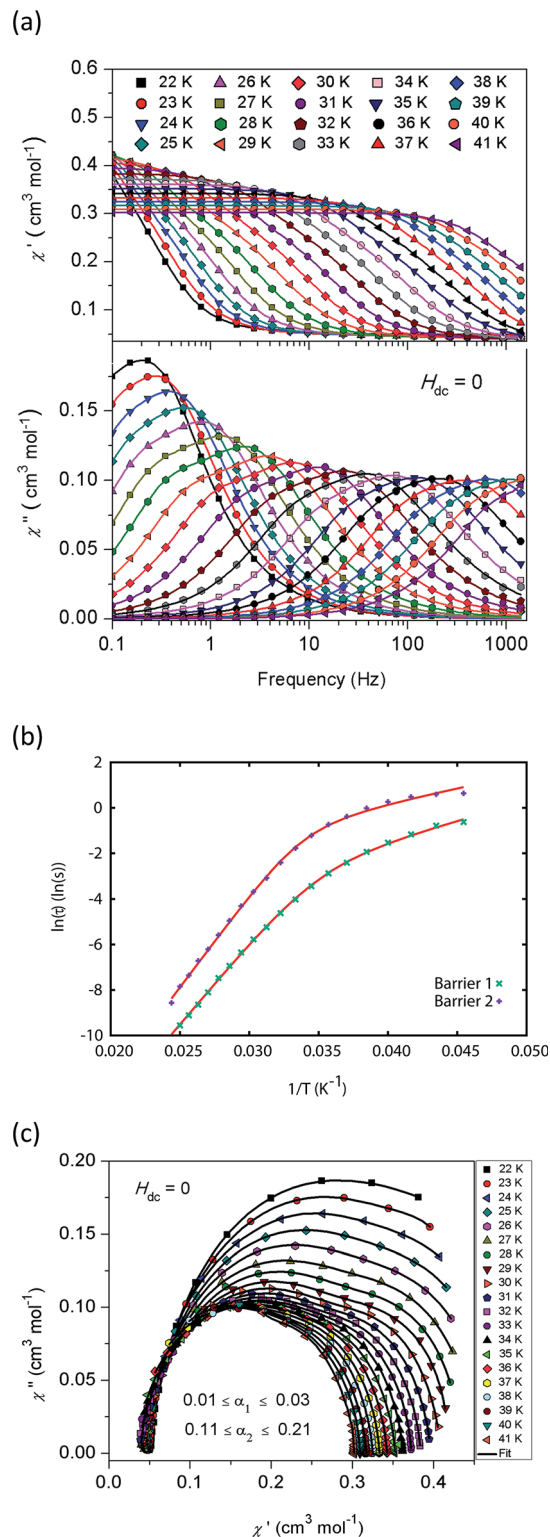 (a)
0.6
0.5
0.4
0.3
0.2
0.1
χ' ( cm³ mol⁻¹)
22 K 26 K 30 K 34 K 38 K
23 K 27 K 31 K 35 K 39 K
24 K 28 K 32 K 36 K 40 K
25 K 29 K 33 K 37 K 41 K
0.15
0.10
0.05
0.00
χ" ( cm³ mol⁻¹)
H_dc = 0
0.1 1 10 100 1000
Frequency (Hz)
(b)
2
0
-2
-4
-6
-8
-10
ln(τ) (ln(s))
Barrier 1
Barrier 2
0.020 0.025 0.030 0.035 0.040 0.045 0.050
1/T (K⁻¹)
(c)
0.20
0.15
0.10
0.05
0.00
χ" (cm³ mol⁻¹)
H_dc = 0
0.01 ≤ α₁ ≤ 0.03
0.11 ≤ α₂ ≤ 0.21
22 K
23 K
24 K
25 K
26 K
27 K
28 K
29 K
30 K
31 K
32 K
33 K
34 K
35 K
36 K
37 K
38 K
39 K
40 K
41 K
Fit
0.0 0.1 0.2 0.3 0.4
χ' (cm³ mol⁻¹)